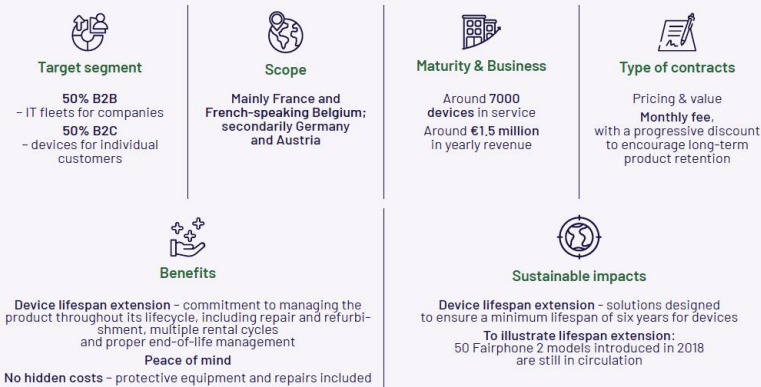 Target segment
50% B2B
– IT fleets for companies
50% B2C
– devices for individual
customers
Scope
Mainly France and
French-speaking Belgium;
secondarily Germany
and Austria
Maturity & Business
Around 7000
devices in service
Around €1,5 million
in yearly revenue
Type of contracts
Pricing & value
Monthly fee,
with a progressive discount
to encourage long-term
product retention
Benefits
Device lifespan extension – commitment to managing the
product throughout its lifecycle, including repair and refurbi-
shment, multiple rental cycles
and proper end-of-life management
Peace of mind
No hidden costs – protective equipment and repairs included
Sustainable impacts
Device lifespan extension – solutions designed
to ensure a minimum lifespan of six years for devices
To illustrate lifespan extension:
50 Fairphone 2 models introduced in 2018
are still in circulation